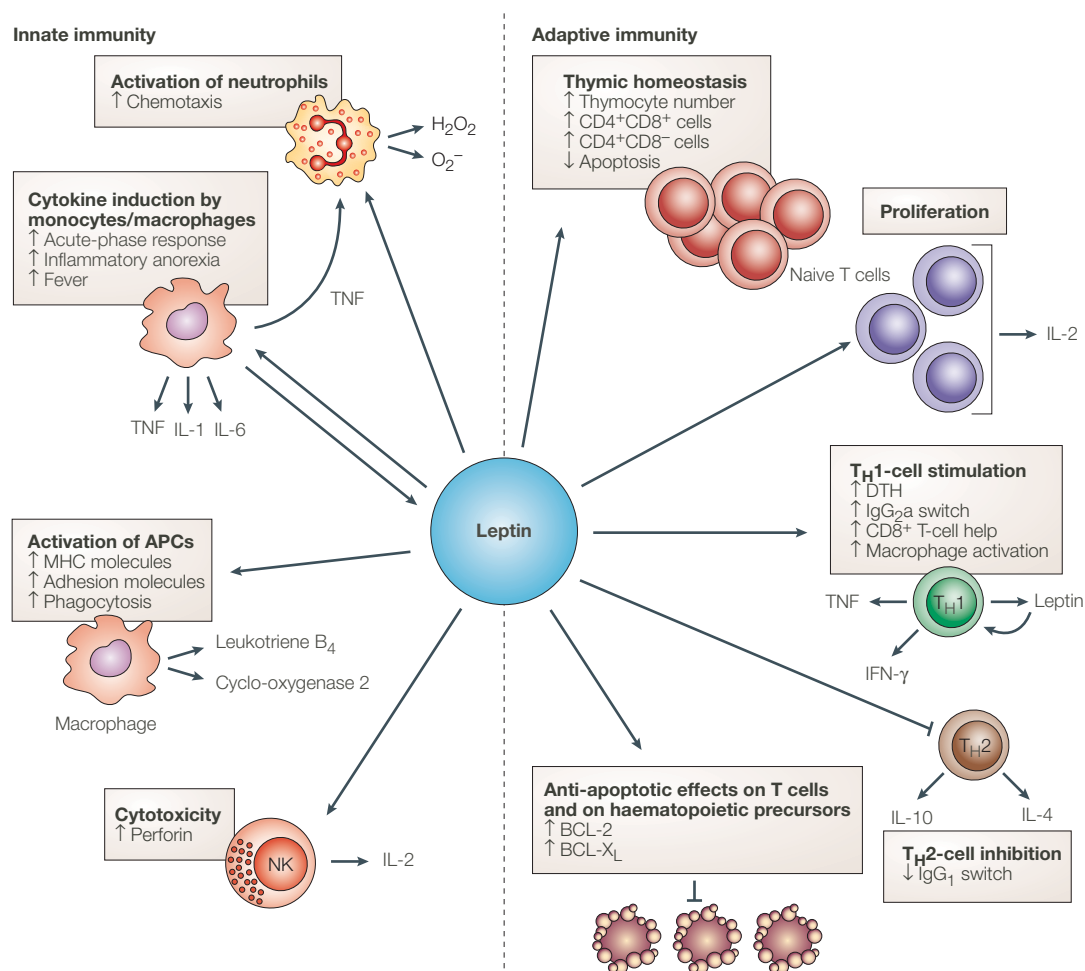 Innate immunity
Activation of neutrophils
↑ Chemotaxis
H₂O₂
O₂⁻
Cytokine induction by
monocytes/macrophages
↑ Acute-phase response
↑ Inflammatory anorexia
↑ Fever
TNF
TNF IL-1 IL-6
Activation of APCs
↑ MHC molecules
↑ Adhesion molecules
↑ Phagocytosis
Leukotriene B₄
Cyclo-oxygenase 2
Macrophage
Cytotoxicity
↑ Perforin
NK
IL-2
Leptin
Adaptive immunity
Thymic homeostasis
↑ Thymocyte number
↑ CD4⁺CD8⁺ cells
↑ CD4⁺CD8⁻ cells
↓ Apoptosis
Naive T cells
Proliferation
IL-2
T_H1-cell stimulation
↑ DTH
↑ IgG₂a switch
↑ CD8⁺ T-cell help
↑ Macrophage activation
TNF
T_H1
Leptin
IFN-γ
T_H2
IL-10
IL-4
T_H2-cell inhibition
↓ IgG₁ switch
Anti-apoptotic effects on T cells
and on haematopoietic precursors
↑ BCL-2
↑ BCL-X_L